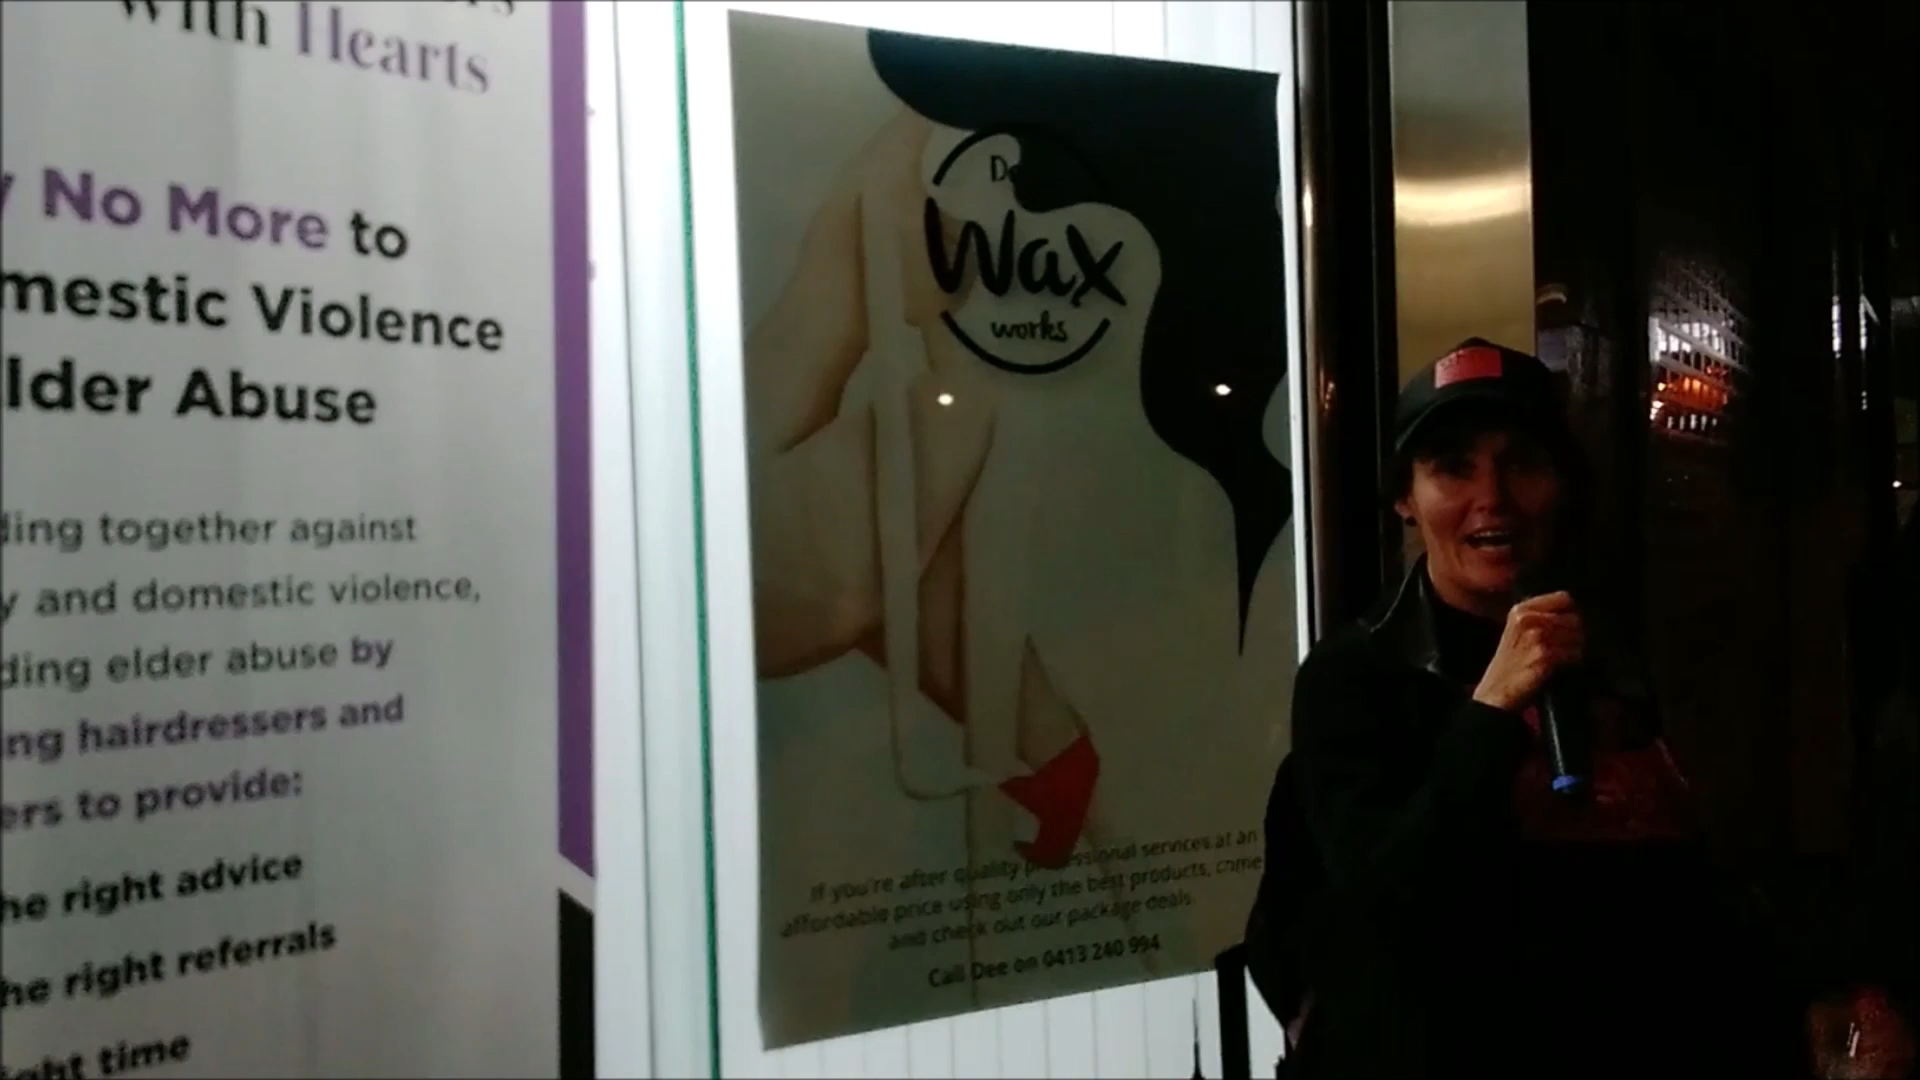 with Hearts
No More to
mestic Violence
lder Abuse
ding together against
y and domestic violence,
ding elder abuse by
ng hairdressers and
ers to provide:
he right advice
he right referrals
ght time
Wax
works
If you're after quality professional services at an
affordable price using only the best products, come
and check out our package deals.
Call Dee on 0413 240 994